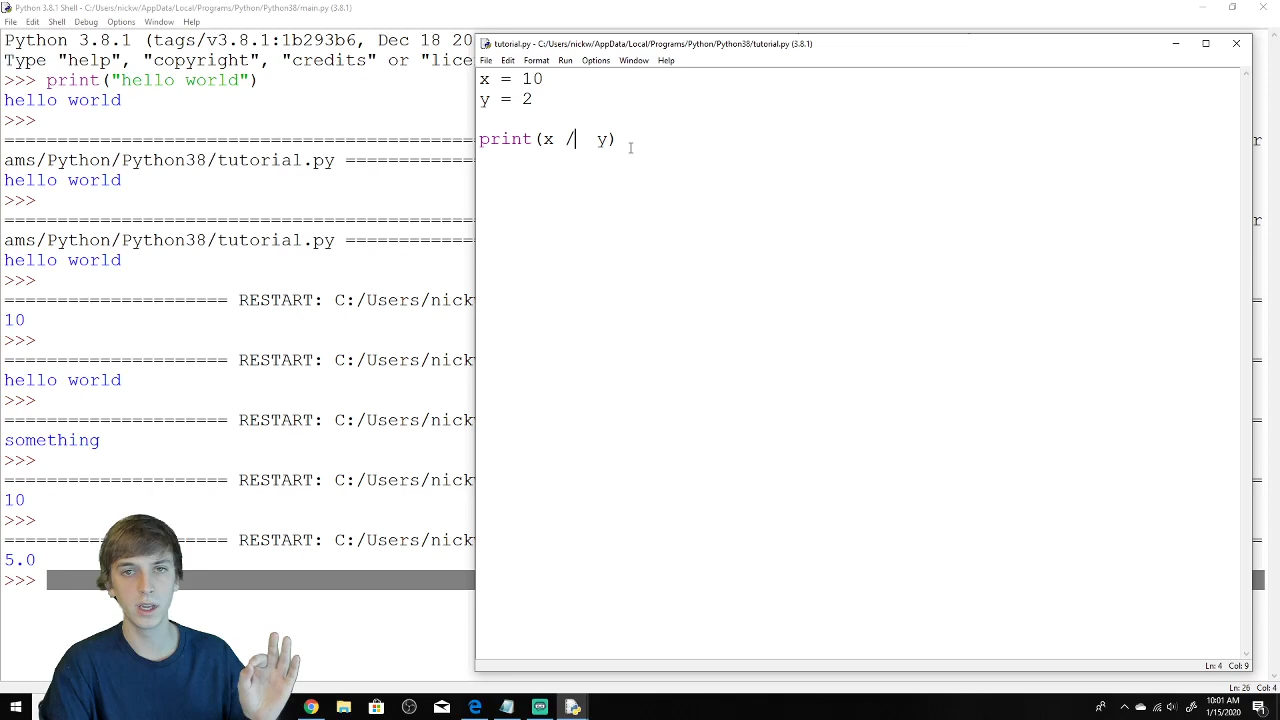 Python 3.8.1 Shell - C:/Users/nickw/AppData/Local/Programs/Python/Python38/main.py (3.8.1)
File Edit Shell Debug Options Window Help
Python 3.8.1 (tags/v3.8.1:1b293b6, Dec 18 20
Type "help", "copyright", "credits" or "lice
>>> print("hello world")
hello world
>>>
ams/Python/Python38/tutorial.py ============
hello world
>>>
ams/Python/Python38/tutorial.py ============
hello world
>>>
===================== RESTART: C:/Users/nickw
10
>>>
===================== RESTART: C:/Users/nickw
hello world
>>>
===================== RESTART: C:/Users/nickw
something
>>>
===================== RESTART: C:/Users/nickw
10
>>>
===================== RESTART: C:/Users/nickw
5.0
>>>
Ln: 26 Col: 4
tutorial.py - C:/Users/nickw/AppData/Local/Programs/Python/Python38/tutorial.py (3.8.1)
File Edit Format Run Options Window Help
x = 10
y = 2
print(x /  y)
Ln: 4 Col: 9
10:01 AM
1/15/2020